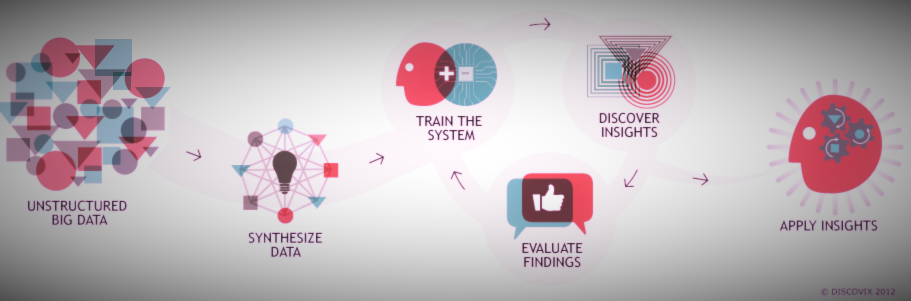 UNSTRUCTURED
BIG DATA
SYNTHESIZE
DATA
TRAIN THE
SYSTEM
DISCOVER
INSIGHTS
EVALUATE
FINDINGS
APPLY INSIGHTS
© DISCOVIX 2012